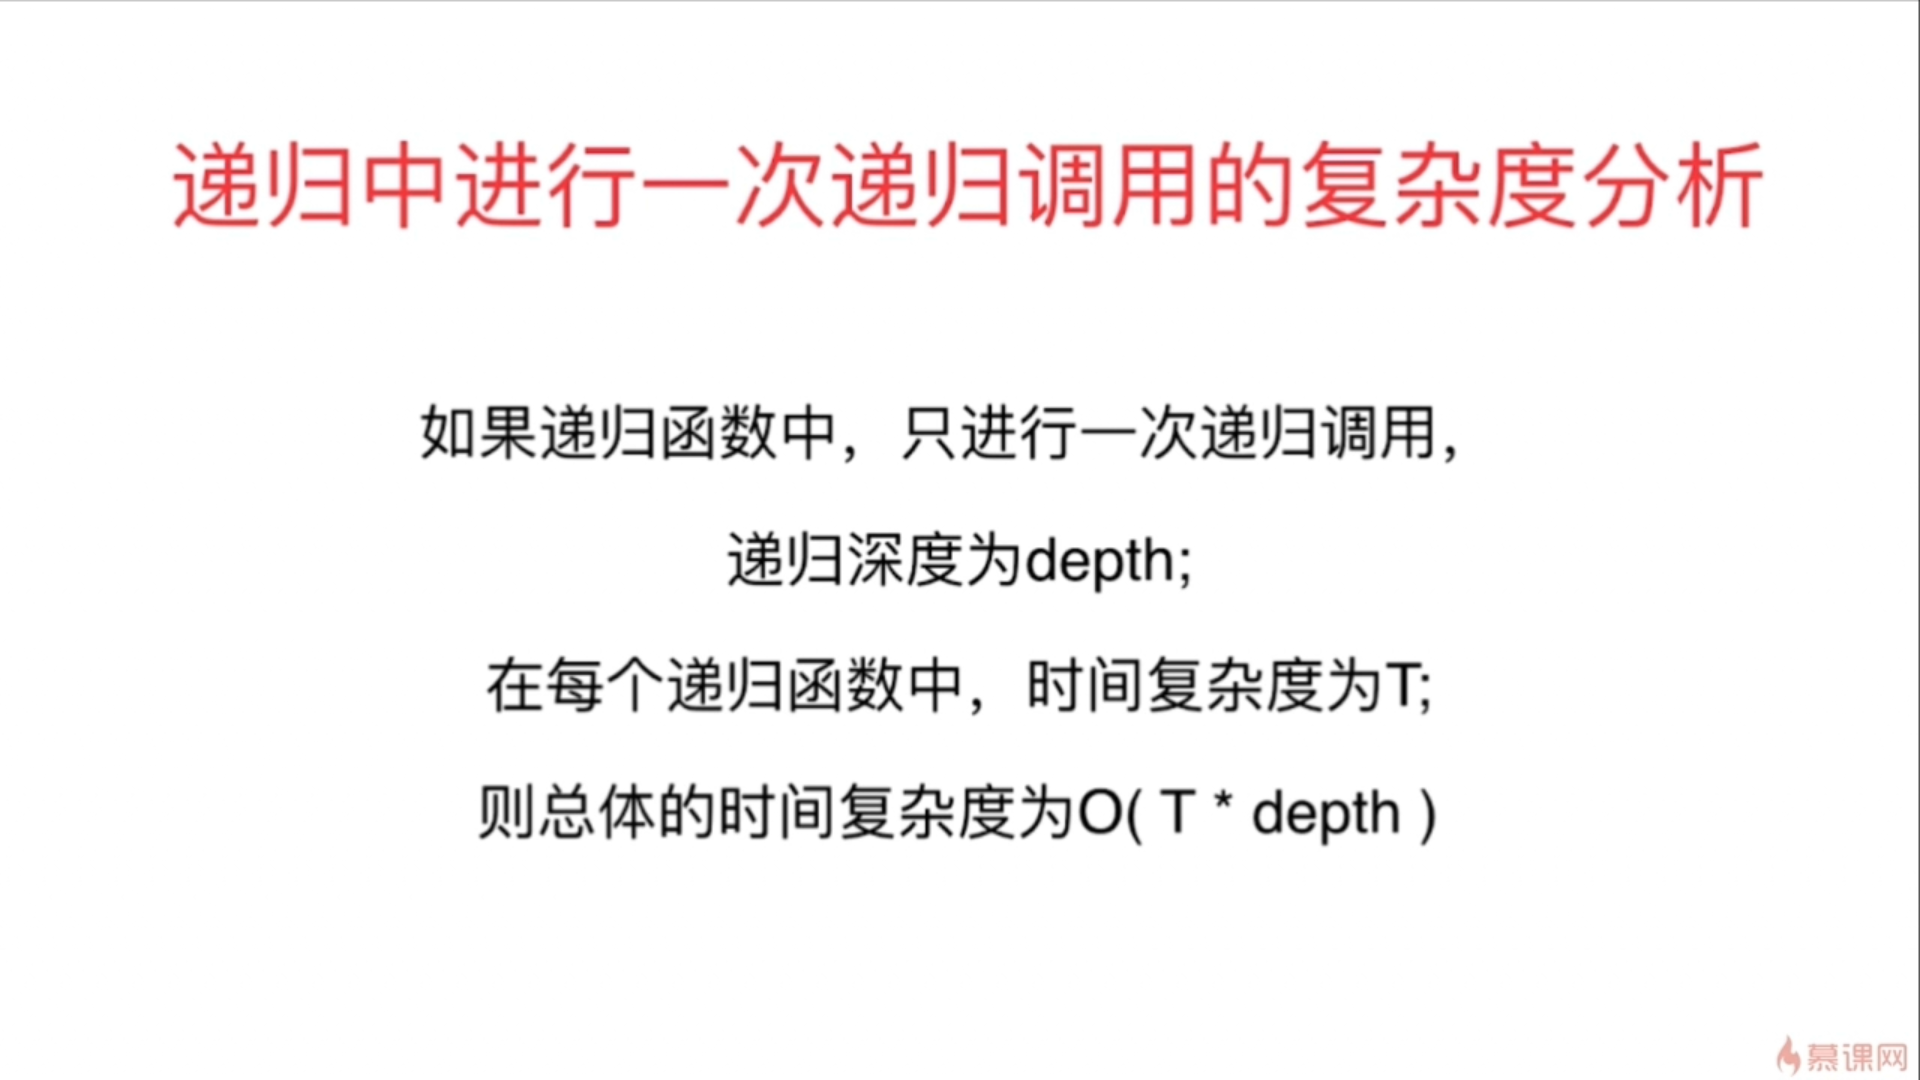 递归中进行一次递归调用的复杂度分析
如果递归函数中，只进行一次递归调用，
递归深度为depth;
在每个递归函数中，时间复杂度为T;
则总体的时间复杂度为O( T * depth )
慕课网